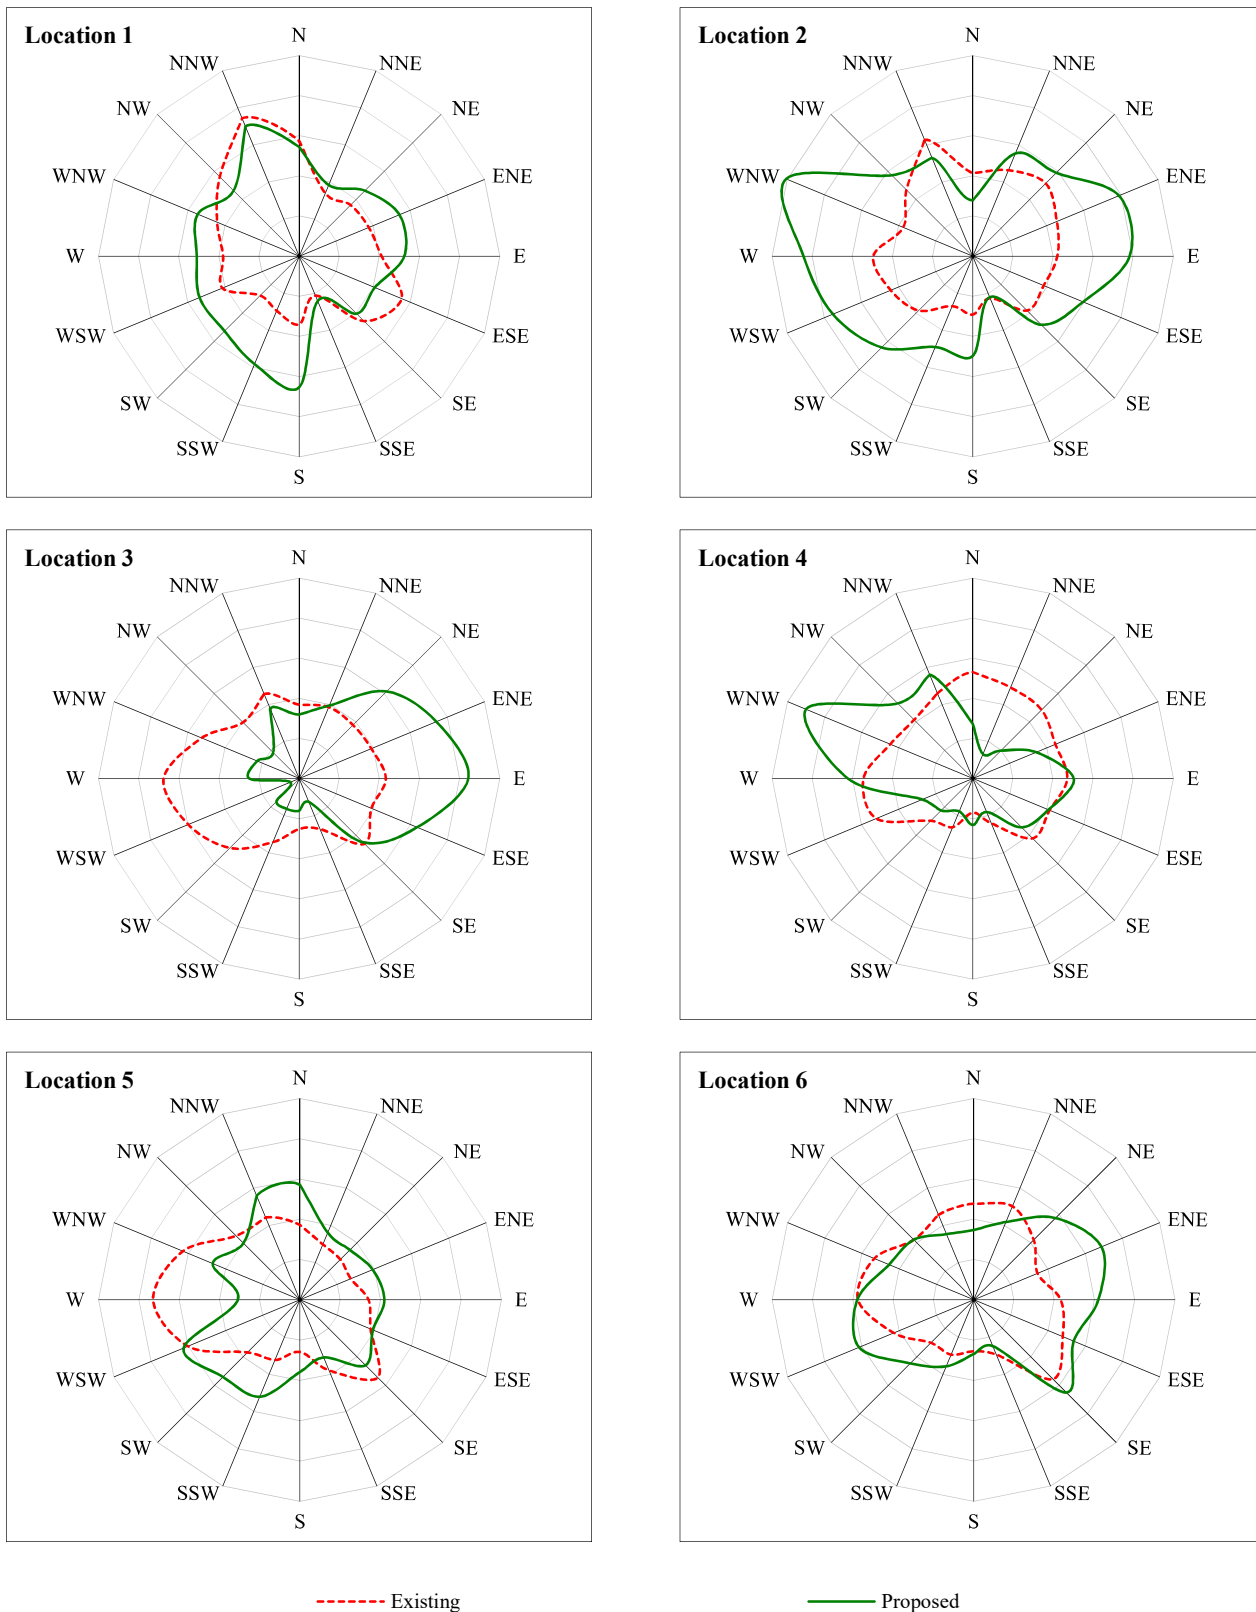 Location 1
N
NNW
NNE
NW
NE
WNW
ENE
W
E
WSW
ESE
SW
SE
SSW
SSE
S
Location 2
N
NNW
NNE
NW
NE
WNW
ENE
W
E
WSW
ESE
SW
SE
SSW
SSE
S
Location 3
N
NNW
NNE
NW
NE
WNW
ENE
W
E
WSW
ESE
SW
SE
SSW
SSE
S
Location 4
N
NNW
NNE
NW
NE
WNW
ENE
W
E
WSW
ESE
SW
SE
SSW
SSE
S
Location 5
N
NNW
NNE
NW
NE
WNW
ENE
W
E
WSW
ESE
SW
SE
SSW
SSE
S
Location 6
N
NNW
NNE
NW
NE
WNW
ENE
W
E
WSW
ESE
SW
SE
SSW
SSE
S
Existing
Proposed